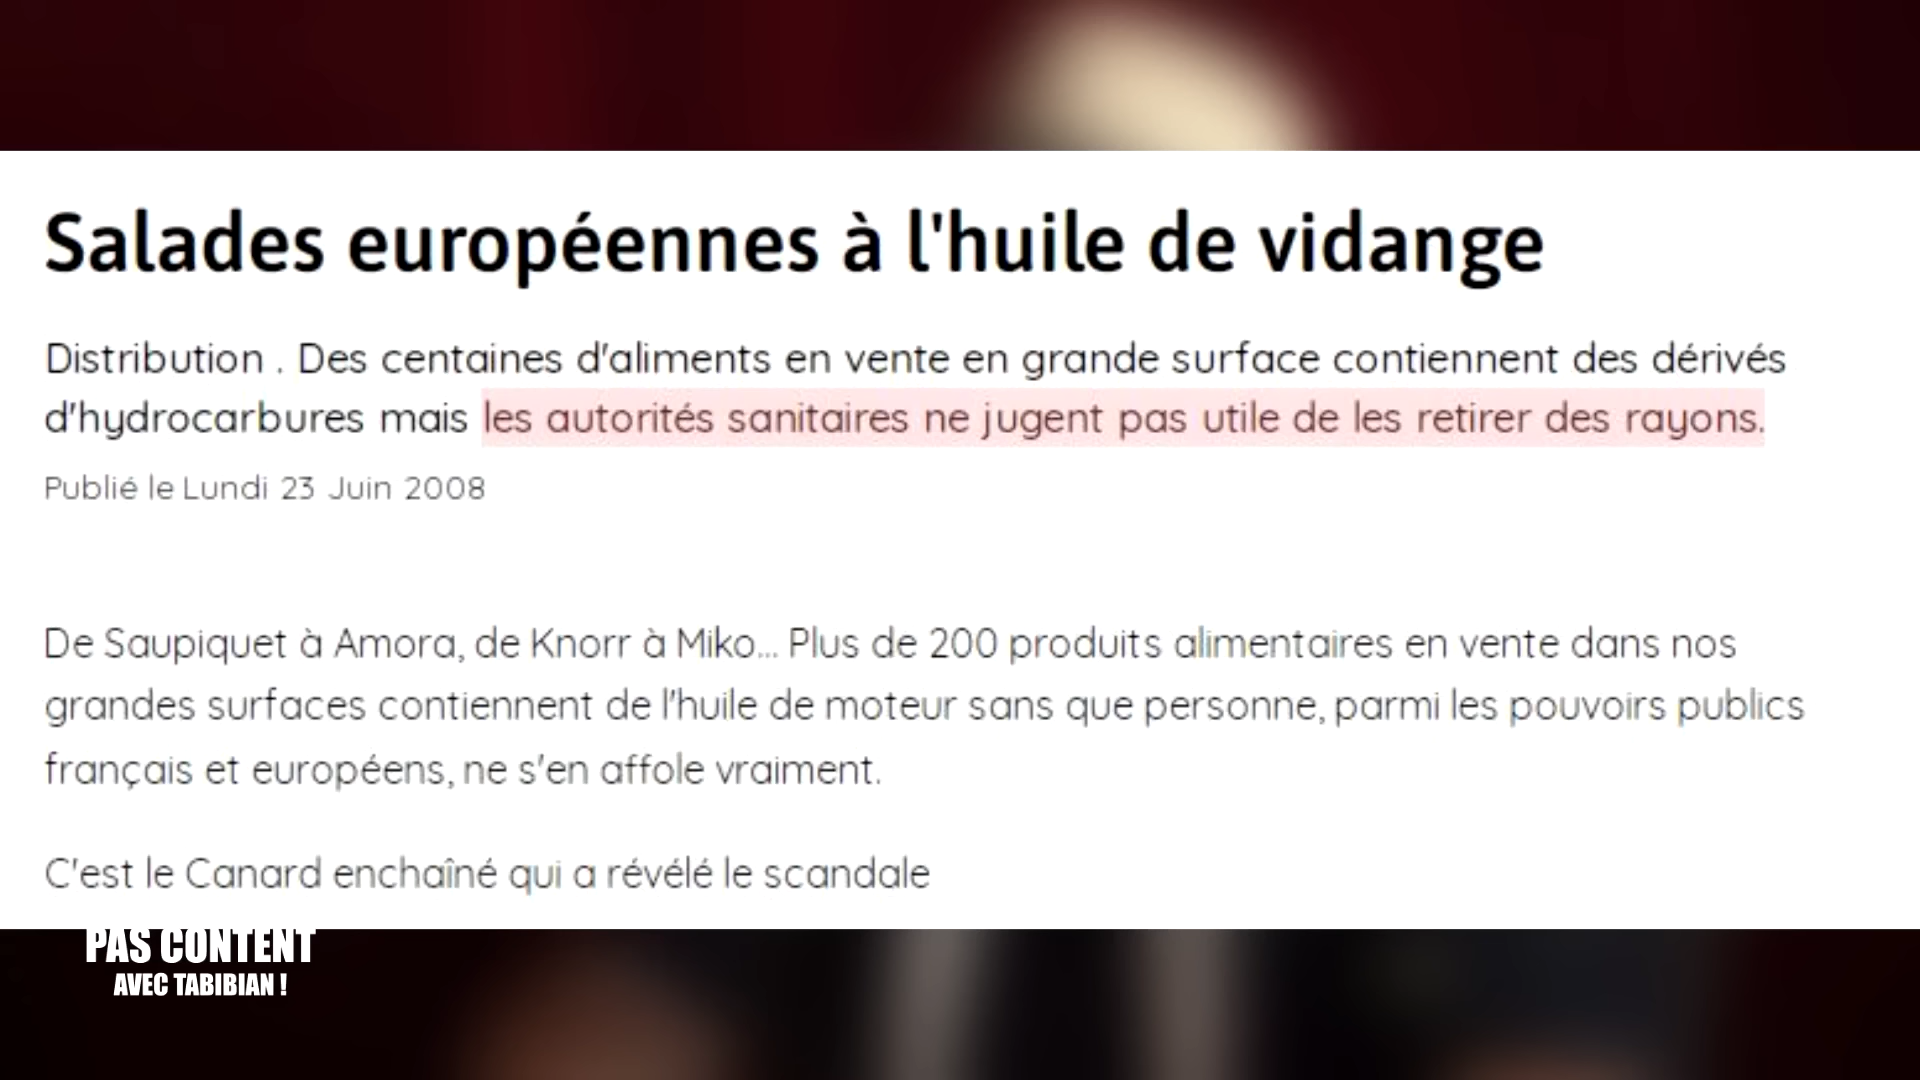 Salades européennes à l'huile de vidange
Distribution . Des centaines d'aliments en vente en grande surface contiennent des dérivés
d'hydrocarbures mais les autorités sanitaires ne jugent pas utile de les retirer des rayons.
Publié le Lundi 23 Juin 2008
De Saupiquet à Amora, de Knorr à Miko... Plus de 200 produits alimentaires en vente dans nos
grandes surfaces contiennent de l'huile de moteur sans que personne, parmi les pouvoirs publics
français et européens, ne s'en affole vraiment.
C'est le Canard enchaîné qui a révélé le scandale
PAS CONTENT
AVEC TABIBIAN !